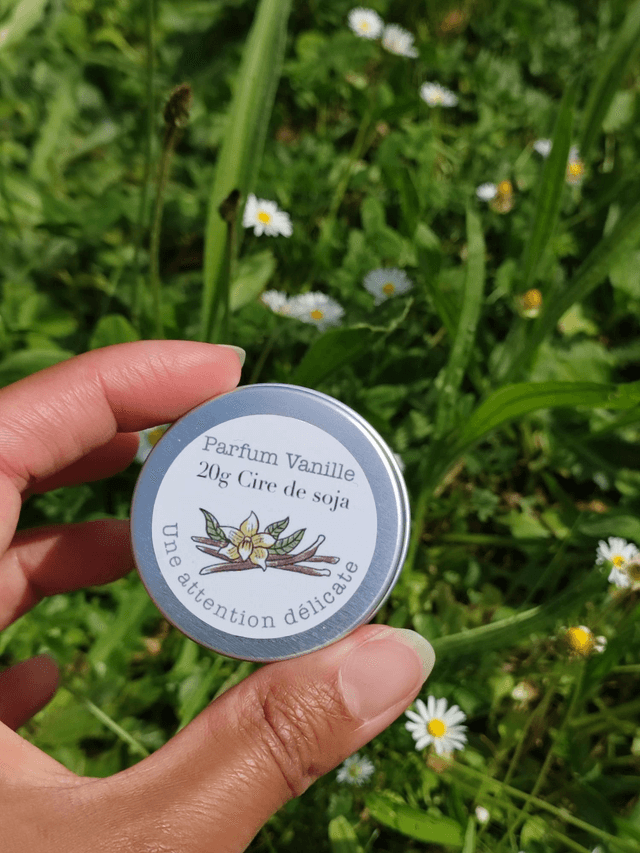 Parfum Vanille
20g Cire de soja
Une attention délicate